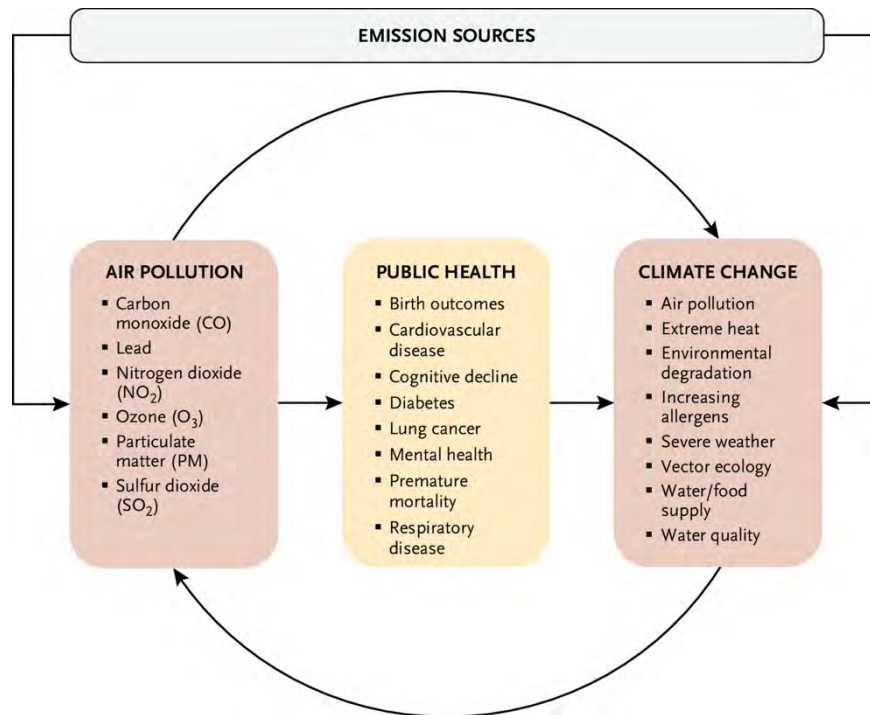 EMISSION SOURCES
AIR POLLUTION
▪ Carbon
monoxide (CO)
▪ Lead
▪ Nitrogen dioxide
(NO₂)
▪ Ozone (O₃)
▪ Particulate
matter (PM)
▪ Sulfur dioxide
(SO₂)
PUBLIC HEALTH
▪ Birth outcomes
▪ Cardiovascular
disease
▪ Cognitive decline
▪ Diabetes
▪ Lung cancer
▪ Mental health
▪ Premature
mortality
▪ Respiratory
disease
CLIMATE CHANGE
▪ Air pollution
▪ Extreme heat
▪ Environmental
degradation
▪ Increasing
allergens
▪ Severe weather
▪ Vector ecology
▪ Water/food
supply
▪ Water quality